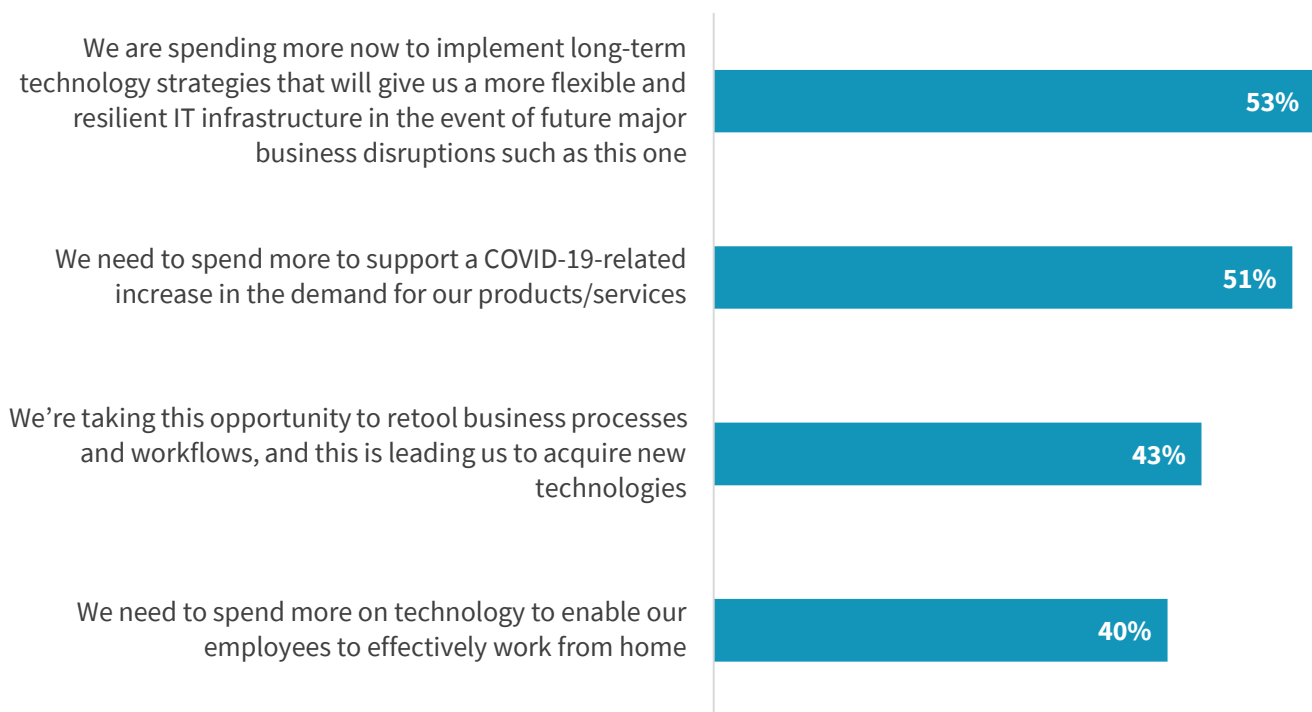 We are spending more now to implement long-term
technology strategies that will give us a more flexible and
resilient IT infrastructure in the event of future major
business disruptions such as this one
53%
We need to spend more to support a COVID-19-related
increase in the demand for our products/services
51%
We’re taking this opportunity to retool business processes
and workflows, and this is leading us to acquire new
technologies
43%
We need to spend more on technology to enable our
employees to effectively work from home
40%